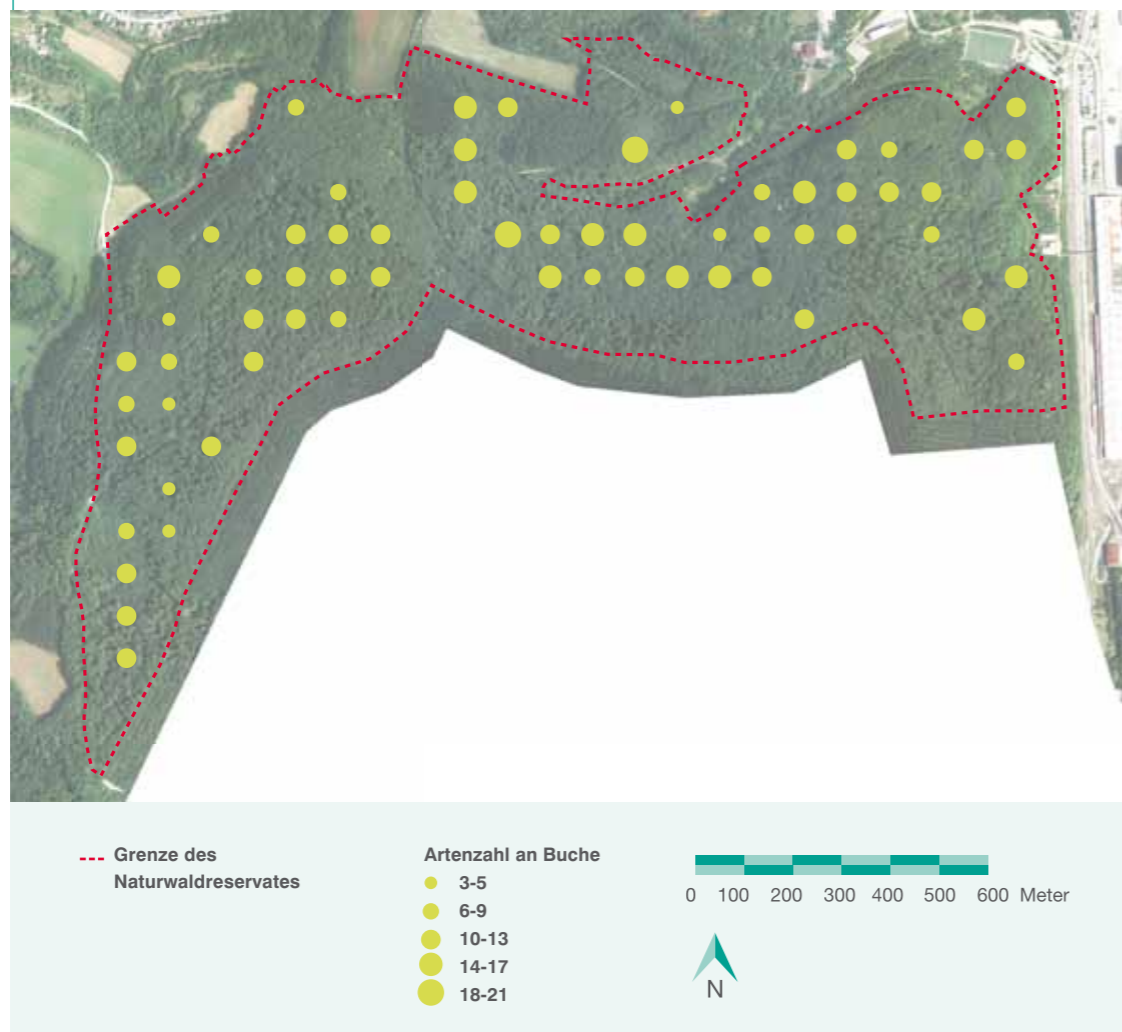 Grenze des
Naturwaldreservates
Artenzahl an Buche
3-5
6-9
10-13
14-17
18-21
0 100 200 300 400 500 600 Meter
N